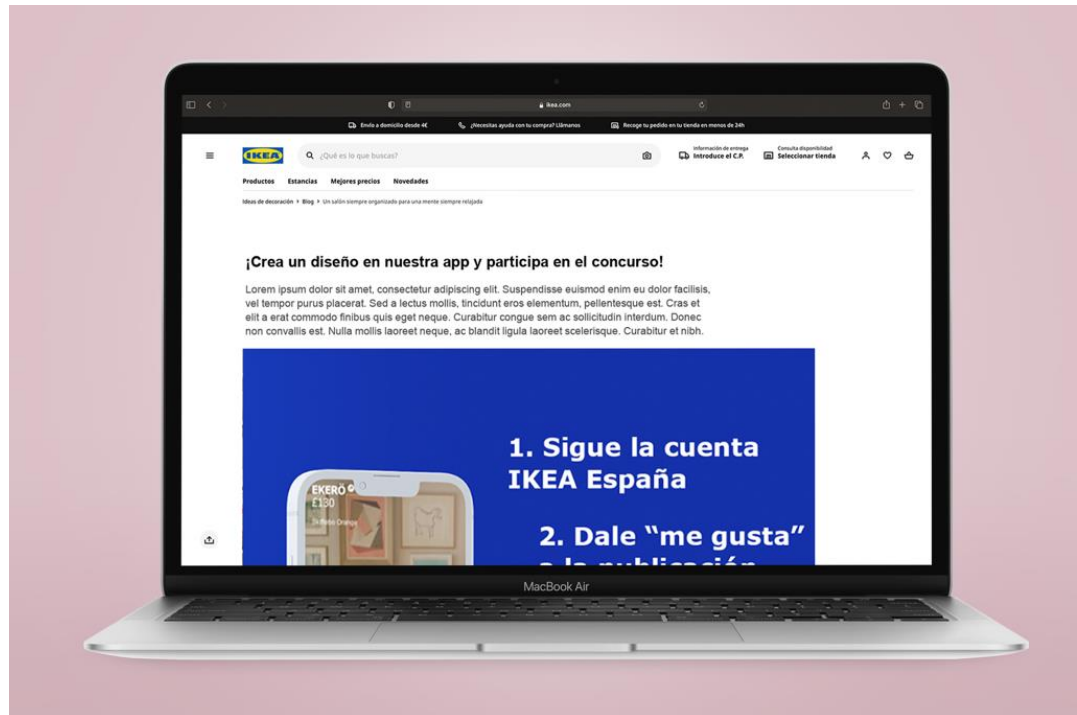 ikea.com
Envío a domicilio desde 4€ ¿Necesitas ayuda con tu compra? Llámanos Recoge tu pedido en tu tienda en menos de 24h
IKEA ¿Qué es lo que buscas? Información de entrega Consulta disponibilidad
Introduce el C.P. Seleccionar tienda
Productos Estancias Mejores precios Novedades
Ideas de decoración > Blog > Un salón siempre organizado para una mente siempre relajada
¡Crea un diseño en nuestra app y participa en el concurso!
Lorem ipsum dolor sit amet, consectetur adipiscing elit. Suspendisse euismod enim eu dolor facilisis,
vel tempor purus placerat. Sed a lectus mollis, tincidunt eros elementum, pellentesque est. Cras et
elit a erat commodo finibus quis eget neque. Curabitur congue sem ac sollicitudin interdum. Donec
non convallis est. Nulla mollis laoreet neque, ac blandit ligula laoreet scelerisque. Curabitur et nibh.
1. Sigue la cuenta
IKEA España
EKERÖ
£130
Orange
2. Dale “me gusta”
a la publicación
MacBook Air